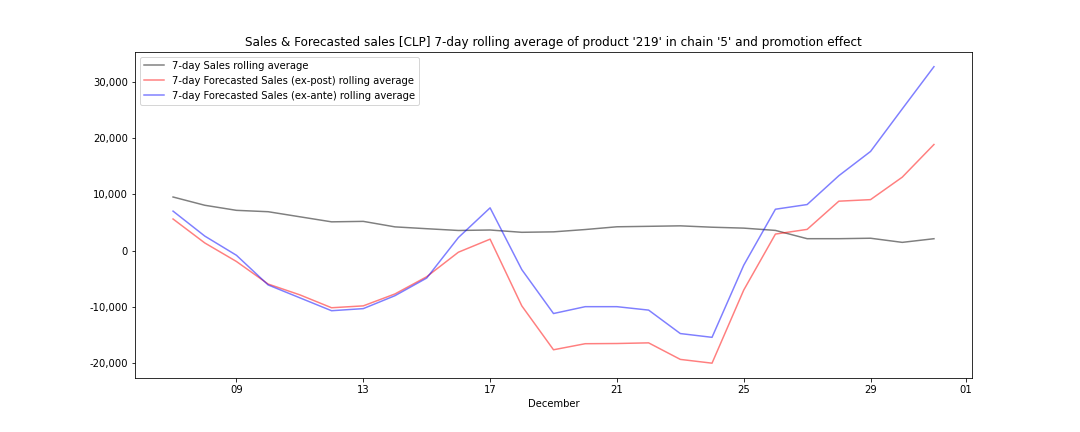 Sales & Forecasted sales [CLP] 7-day rolling average of product '219' in chain '5' and promotion effect
7-day Sales rolling average
7-day Forecasted Sales (ex-post) rolling average
7-day Forecasted Sales (ex-ante) rolling average
30,000
20,000
10,000
0
-10,000
-20,000
09 13 17 21 25 29 01
December